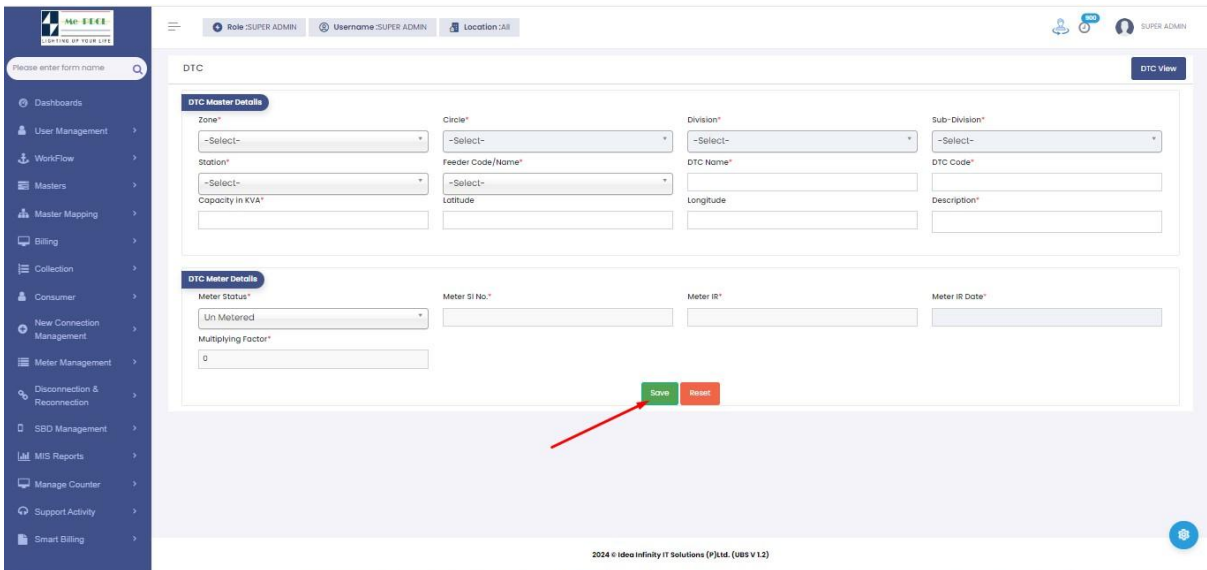 Me-PDCL
LIGHTING UP YOUR LIFE
Role :SUPER ADMIN
Username :SUPER ADMIN
Location :All
900
SUPER ADMIN
Please enter form name
Dashboards
User Management
WorkFlow
Masters
Master Mapping
Billing
Collection
Consumer
New Connection
Management
Meter Management
Disconnection &
Reconnection
SBD Management
MIS Reports
Manage Counter
Support Activity
Smart Billing
DTC
DTC View
DTC Master Details
Zone* Circle* Division* Sub-Division*
-Select- -Select- -Select- -Select-
Station* Feeder Code/Name* DTC Name* DTC Code*
-Select- -Select-
Capacity in KVA* Latitude Longitude Description*
DTC Meter Details
Meter Status* Meter Sl No.* Meter IR* Meter IR Date*
Un Metered
Multiplying Factor*
0
Save Reset
2024 © Idea Infinity IT Solutions (P)Ltd. (UBS V 1.2)